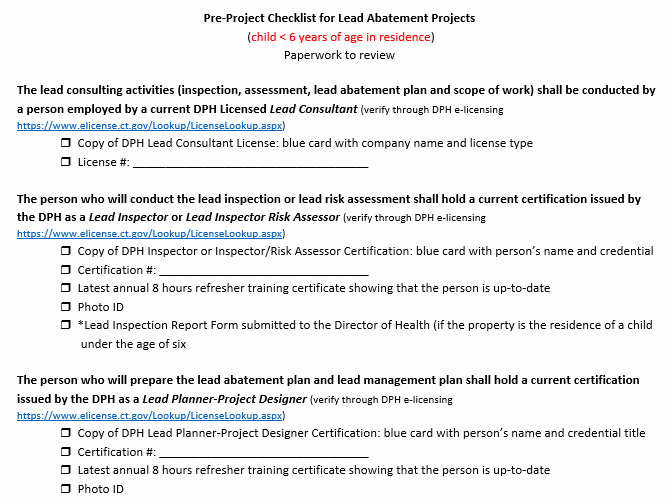 Pre-Project Checklist for Lead Abatement Projects
(child < 6 years of age in residence)
Paperwork to review
The lead consulting activities (inspection, assessment, lead abatement plan and scope of work) shall be conducted by
a person employed by a current DPH Licensed Lead Consultant (verify through DPH e-licensing
https://www.elicense.ct.gov/Lookup/LicenseLookup.aspx)
❒ Copy of DPH Lead Consultant License: blue card with company name and license type
❒ License #: ___________________________________
The person who will conduct the lead inspection or lead risk assessment shall hold a current certification issued by
the DPH as a Lead Inspector or Lead Inspector Risk Assessor (verify through DPH e-licensing
https://www.elicense.ct.gov/Lookup/LicenseLookup.aspx)
❒ Copy of DPH Inspector or Inspector/Risk Assessor Certification: blue card with person’s name and credential
❒ Certification #: _______________________________
❒ Latest annual 8 hours refresher training certificate showing that the person is up-to-date
❒ Photo ID
❒ *Lead Inspection Report Form submitted to the Director of Health (if the property is the residence of a child
under the age of six
The person who will prepare the lead abatement plan and lead management plan shall hold a current certification
issued by the DPH as a Lead Planner-Project Designer (verify through DPH e-licensing
https://www.elicense.ct.gov/Lookup/LicenseLookup.aspx)
❒ Copy of DPH Lead Planner-Project Designer Certification: blue card with person’s name and credential title
❒ Certification #: _______________________________
❒ Latest annual 8 hours refresher training certificate showing that the person is up-to-date
❒ Photo ID